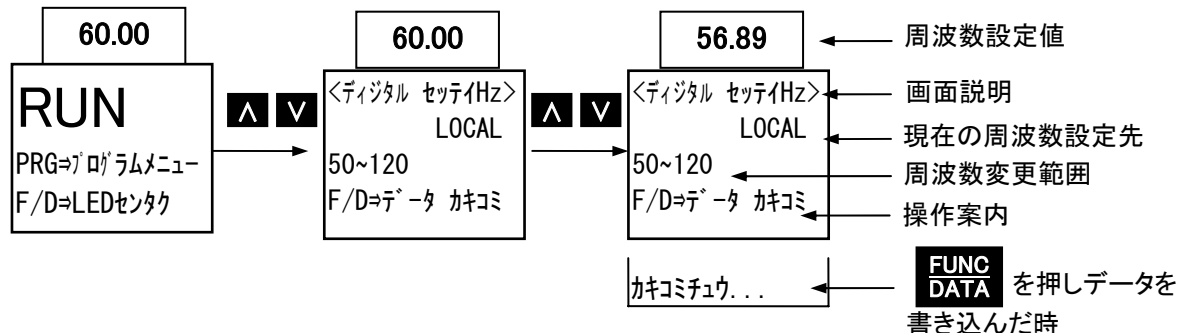 60.00
RUN
PRG⇒ﾌﾟﾛｸﾞﾗﾑﾒﾆｭｰ
F/D⇒LEDｾﾝﾀｸ
∧ ∨
60.00
<ﾃﾞｨｼﾞﾀﾙ ｾｯﾃｲHz>
LOCAL
50~120
F/D⇒ﾃﾞｰﾀ ｶｷｺﾐ
∧ ∨
56.89
<ﾃﾞｨｼﾞﾀﾙ ｾｯﾃｲHz>
LOCAL
50~120
F/D⇒ﾃﾞｰﾀ ｶｷｺﾐ
ｶｷｺﾐﾁｭｳ...
周波数設定値
画面説明
現在の周波数設定先
周波数変更範囲
操作案内
FUNC
DATA
を押しデータを
書き込んだ時